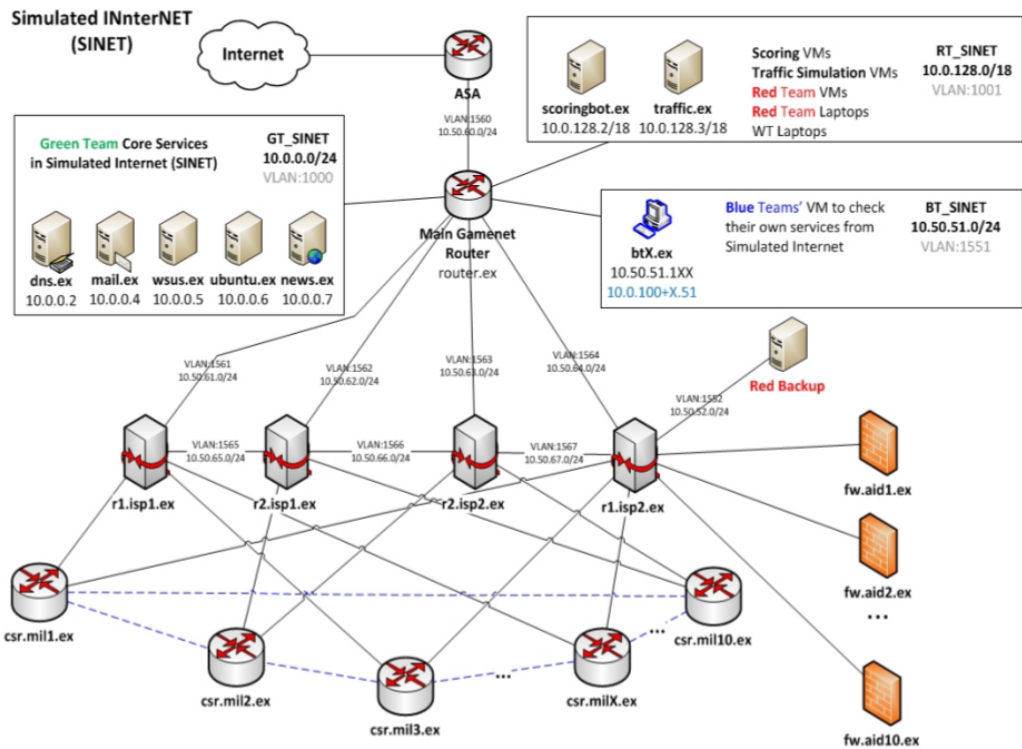 Simulated INnterNET
(SINET)
Internet
ASA
VLAN:1560
10.50.60.0/24
scoringbot.ex
10.0.128.2/18
traffic.ex
10.0.128.3/18
Scoring VMs
Traffic Simulation VMs
Red Team VMs
Red Team Laptops
WT Laptops
RT_SINET
10.0.128.0/18
VLAN:1001
Green Team Core Services
in Simulated Internet (SINET)
GT_SINET
10.0.0.0/24
VLAN:1000
dns.ex
10.0.0.2
mail.ex
10.0.0.4
wsus.ex
10.0.0.5
ubuntu.ex
10.0.0.6
news.ex
10.0.0.7
Main Gamenet
Router
router.ex
btX.ex
10.50.51.1XX
10.0.100+X.51
Blue Teams' VM to check
their own services from
Simulated Internet
BT_SINET
10.50.51.0/24
VLAN:1551
VLAN:1561
10.50.61.0/24
VLAN:1562
10.50.62.0/24
VLAN:1563
10.50.63.0/24
VLAN:1564
10.50.64.0/24
Red Backup
VLAN:1552
10.50.52.0/24
VLAN:1565
10.50.65.0/24
VLAN:1566
10.50.66.0/24
VLAN:1567
10.50.67.0/24
r1.isp1.ex
r2.isp1.ex
r2.isp2.ex
r1.isp2.ex
fw.aid1.ex
fw.aid2.ex
...
fw.aid10.ex
csr.mil1.ex
csr.mil2.ex
csr.mil3.ex
...
csr.milX.ex
...
csr.mil10.ex